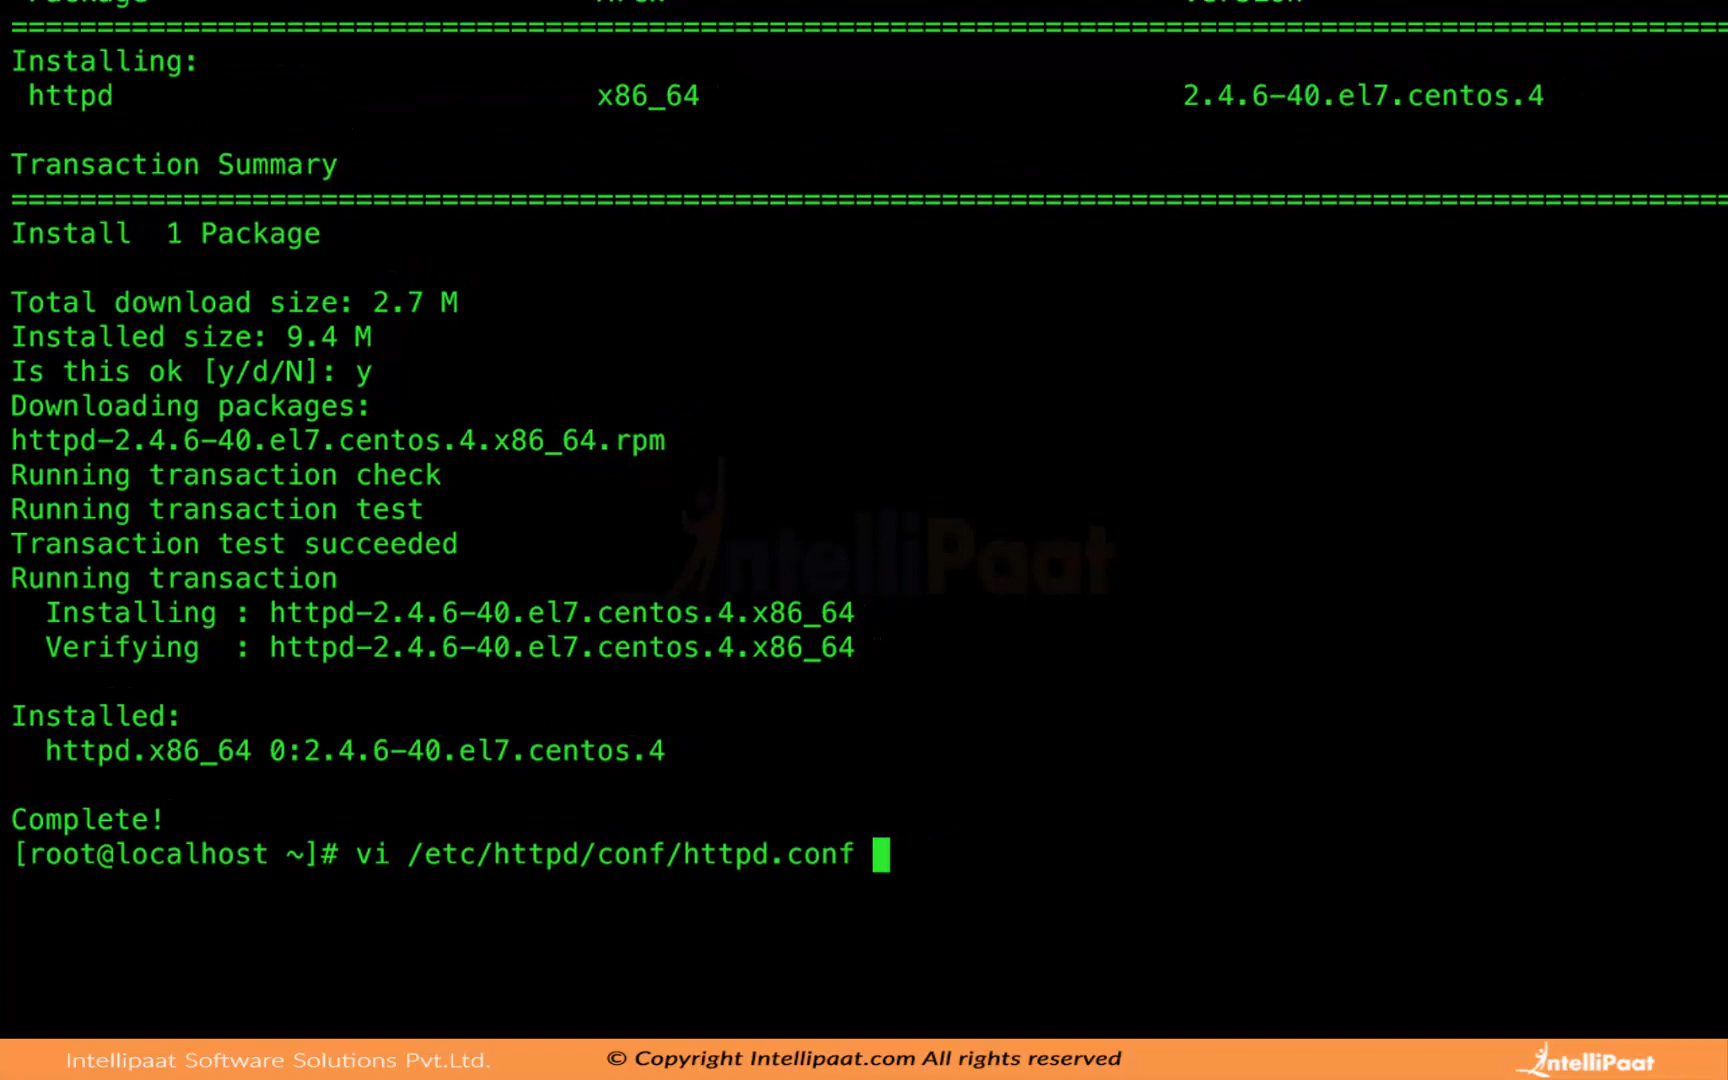 Package Arch Version
================================================================================
Installing:
httpd x86_64 2.4.6-40.el7.centos.4
Transaction Summary
================================================================================
Install  1 Package
Total download size: 2.7 M
Installed size: 9.4 M
Is this ok [y/d/N]: y
Downloading packages:
httpd-2.4.6-40.el7.centos.4.x86_64.rpm
Running transaction check
Running transaction test
Transaction test succeeded
Running transaction
Installing : httpd-2.4.6-40.el7.centos.4.x86_64
Verifying  : httpd-2.4.6-40.el7.centos.4.x86_64
IntelliPaat
Installed:
httpd.x86_64 0:2.4.6-40.el7.centos.4
Complete!
[root@localhost ~]# vi /etc/httpd/conf/httpd.conf
Intellipaat Software Solutions Pvt.Ltd. © Copyright Intellipaat.com All rights reserved IntelliPaat